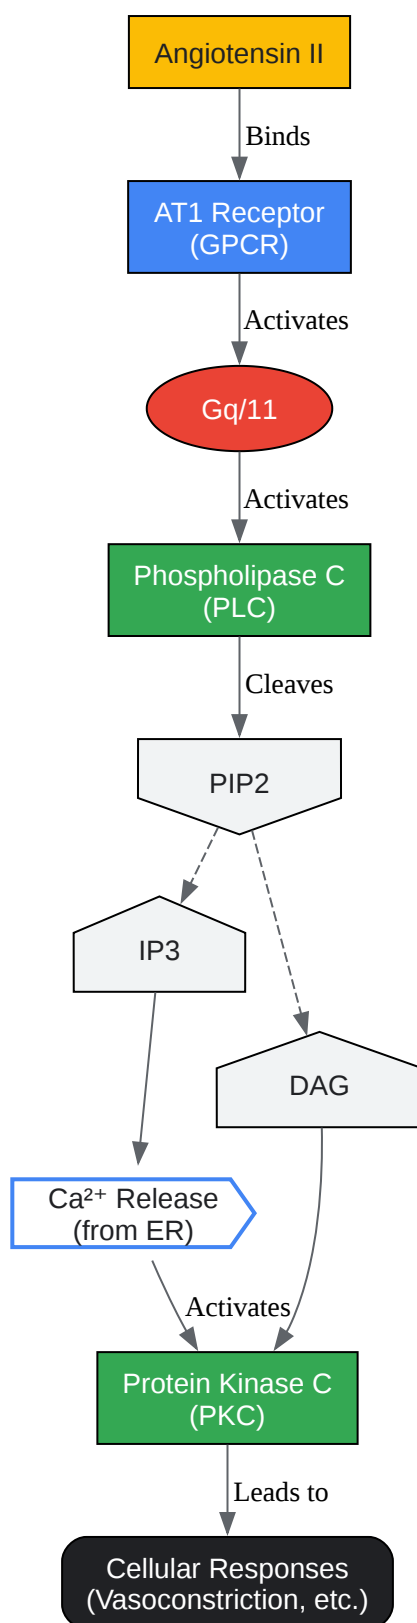 Angiotensin II
Binds
AT1 Receptor
(GPCR)
Activates
Gq/11
Activates
Phospholipase C
(PLC)
Cleaves
PIP2
IP3
DAG
Ca²⁺ Release
(from ER)
Activates
Protein Kinase C
(PKC)
Leads to
Cellular Responses
(Vasoconstriction, etc.)